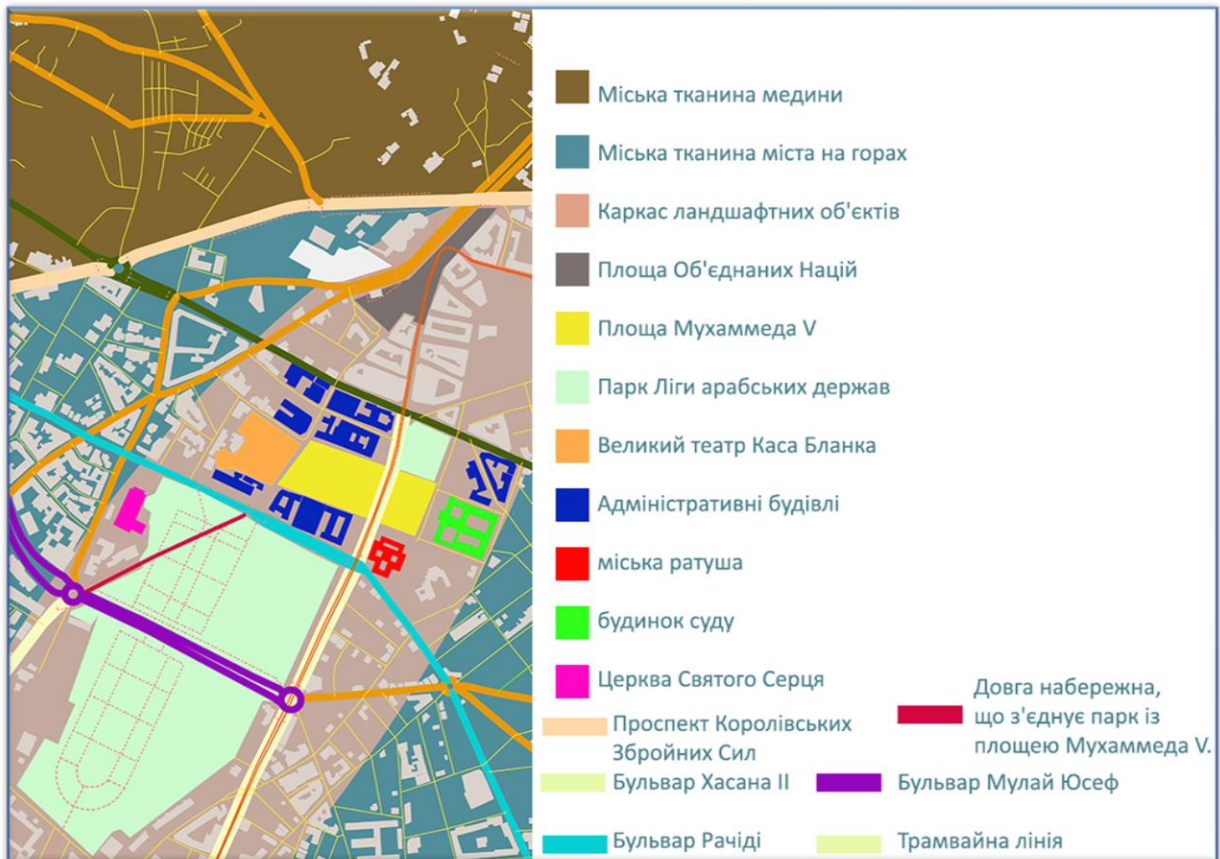 Міська тканина медини
Міська тканина міста на горах
Каркас ландшафтних об'єктів
Площа Об'єднаних Націй
Площа Мухаммеда V
Парк Ліги арабських держав
Великий театр Каса Бланка
Адміністративні будівлі
міська ратуша
будинок суду
Церква Святого Серця
Проспект Королівських
Збройних Сил
Довга набережна,
що з'єднує парк із
площею Мухаммеда V.
Бульвар Хасана II
Бульвар Мулай Юсеф
Бульвар Рачіді
Трамвайна лінія